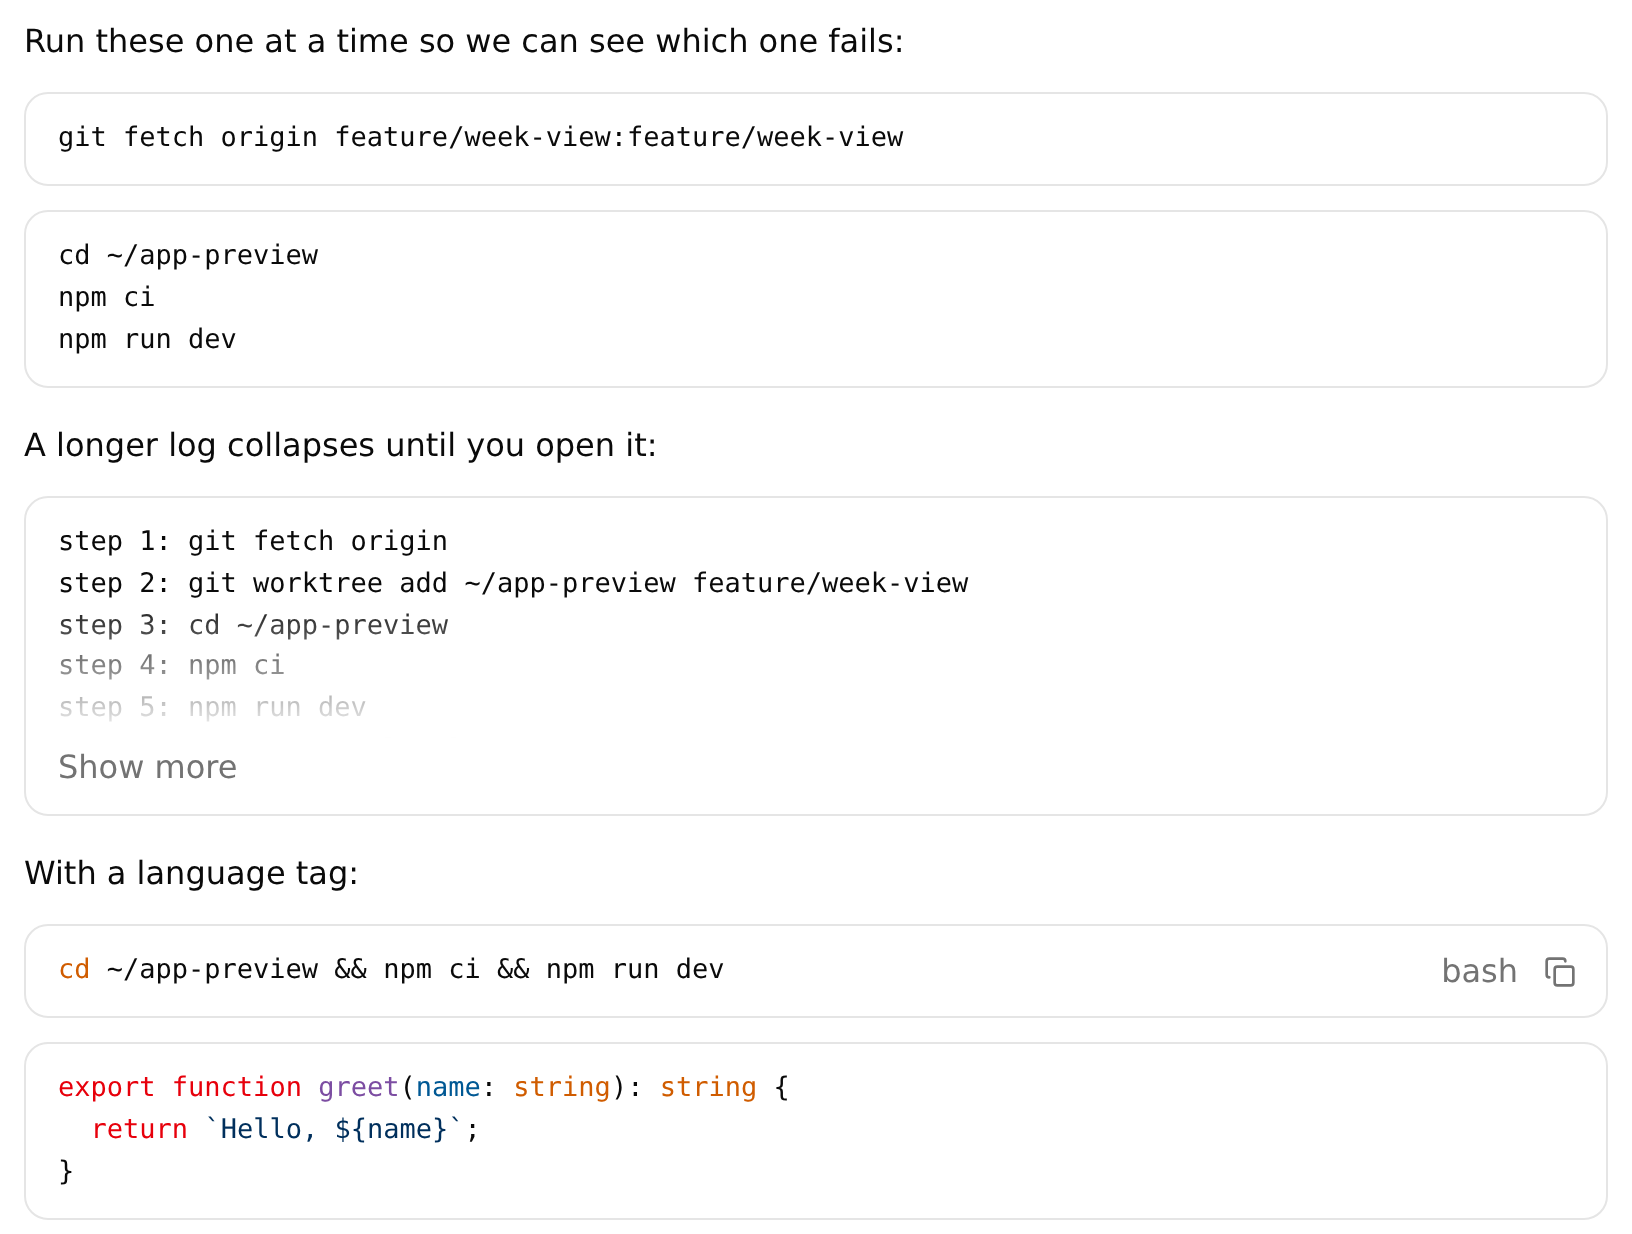 Run these one at a time so we can see which one fails:
git fetch origin feature/week-view:feature/week-view
cd ~/app-preview
npm ci
npm run dev
A longer log collapses until you open it:
step 1: git fetch origin
step 2: git worktree add ~/app-preview feature/week-view
step 3: cd ~/app-preview
step 4: npm ci
step 5: npm run dev
Show more
With a language tag:
cd ~/app-preview && npm ci && npm run dev bash
export function greet(name: string): string {
  return `Hello, ${name}`;
}